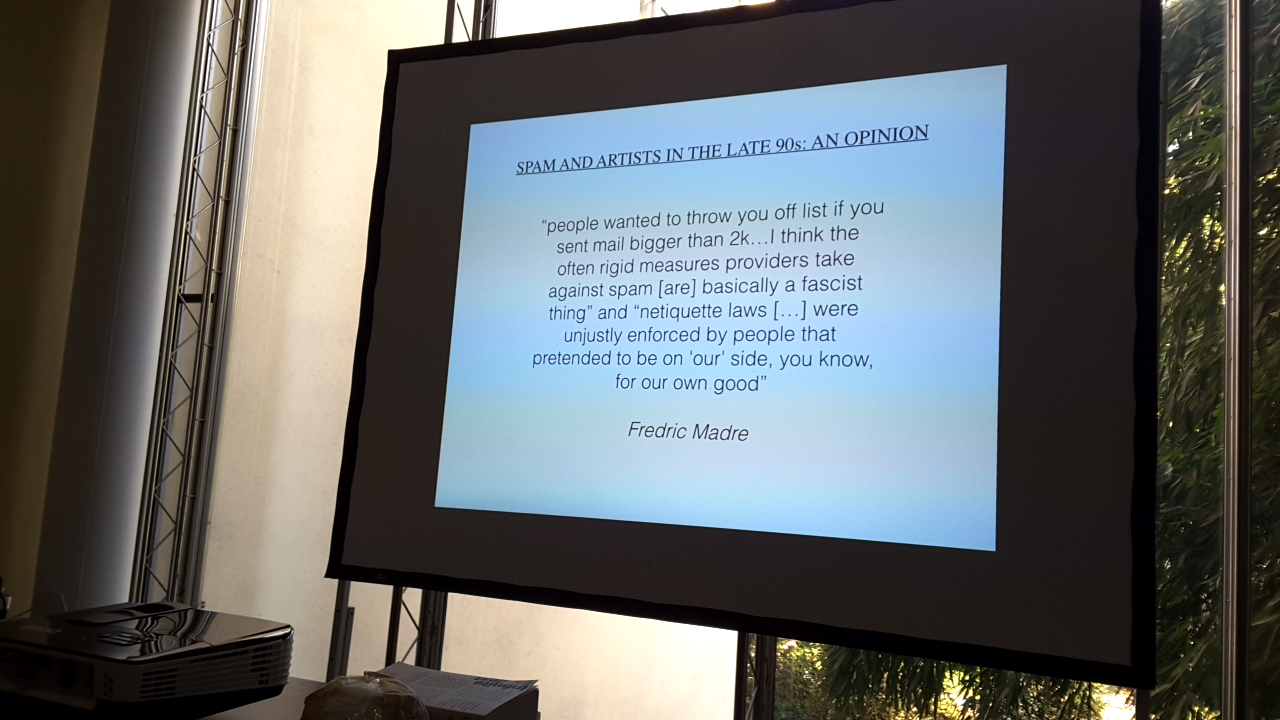 SPAM AND ARTISTS IN THE LATE 90s: AN OPINION
“people wanted to throw you off list if you
sent mail bigger than 2k…I think the
often rigid measures providers take
against spam [are] basically a fascist
thing” and “netiquette laws […] were
unjustly enforced by people that
pretended to be on 'our' side, you know,
for our own good”
Fredric Madre